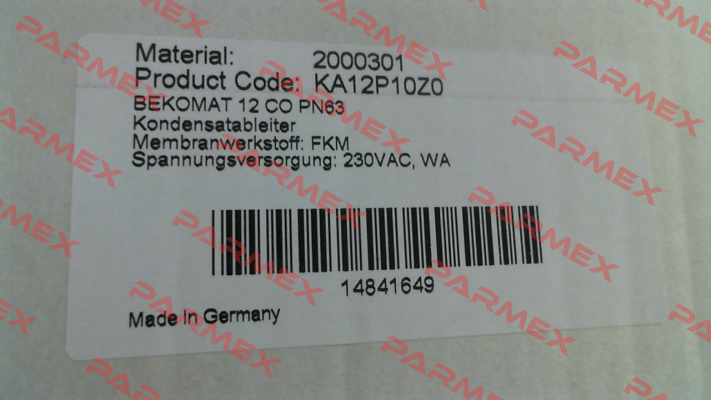 Material: 2000301
Product Code: KA12P10Z0
BEKOMAT 12 CO PN63
Kondensatableiter
Membranwerkstoff: FKM
Spannungsversorgung: 230VAC, WA
14841649
Made in Germany
PARMEX